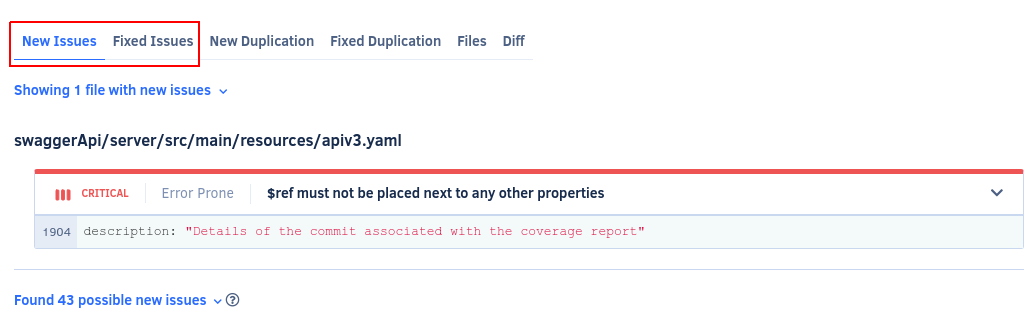 New Issues Fixed Issues New Duplication Fixed Duplication Files Diff
Showing 1 file with new issues
swaggerApi/server/src/main/resources/apiv3.yaml
CRITICAL Error Prone $ref must not be placed next to any other properties
1904 description: "Details of the commit associated with the coverage report"
Found 43 possible new issues ?